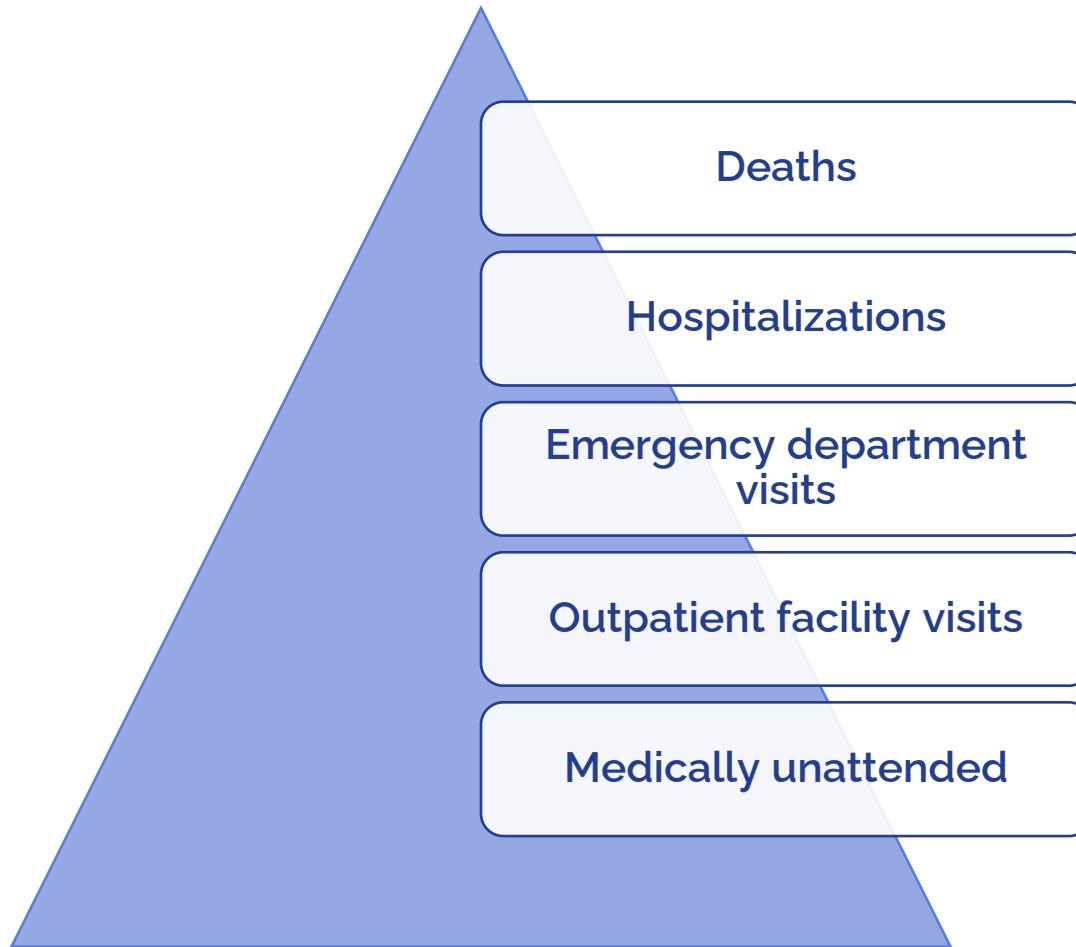 Deaths
Hospitalizations
Emergency department
visits
Outpatient facility visits
Medically unattended